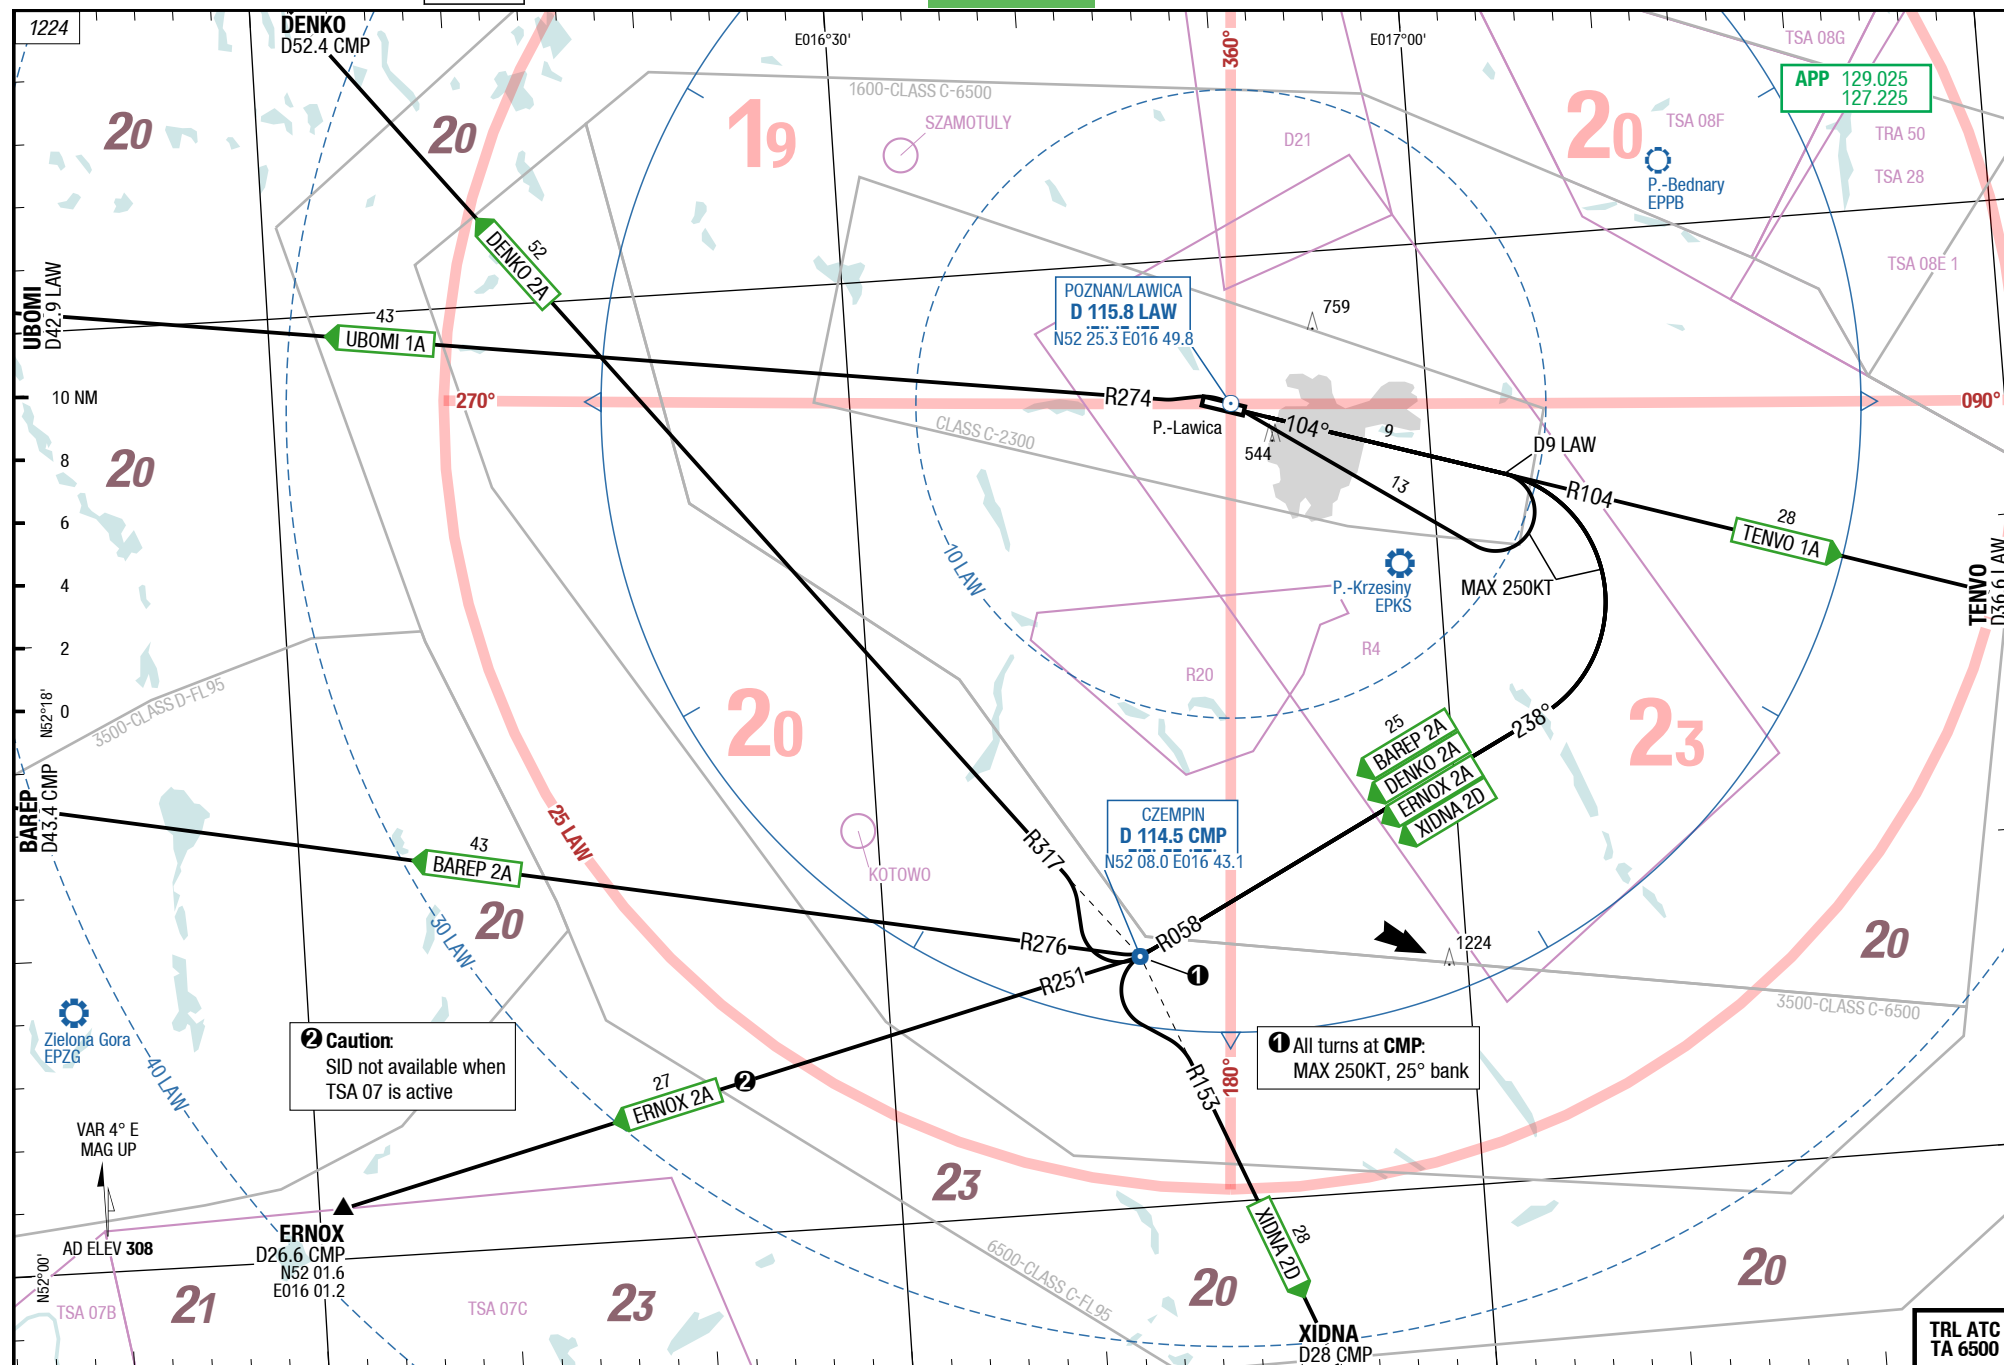 1224
DENKO
D52.4 CMP
E016°30'
360°
E017°00'
TSA 08G
APP 129.025
127.225
1600-CLASS C-6500
SZAMOTULY
D21
TSA 08F
TRA 50
TSA 28
TSA 08E 1
P.-Bednary
EPPB
20
20
19
20
52
DENKO 2A
UBOMI
D42.9 LAW
43
UBOMI 1A
POZNAN/LAWICA
D 115.8 LAW
N52 25.3 E016 49.8
759
10 NM
8
6
4
2
0
270°
R274
090°
P.-Lawica
CLASS C-2300
104°
544
9
13
D9 LAW
R104
28
TENVO 1A
TENVO
D36.6 LAW
20
10 LAW
P.-Krzesiny
EPKS
MAX 250KT
R4
R20
3500-CLASS D-FL95
N52°18'
20
23
238°
25
BAREP 2A
DENKO 2A
ERNOX 2A
XIDNA 2D
BAREP
D43.4 CMP
25 LAW
KOTOWO
CZEMPIN
D 114.5 CMP
N52 08.0 E016 43.1
R317
43
BAREP 2A
20
30 LAW
R276
R251
R058
1
1224
20
3500-CLASS C-6500
Zielona Gora
EPZG
40 LAW
2 Caution:
SID not available when
TSA 07 is active
27
ERNOX 2A
2
R153
180°
1 All turns at CMP:
MAX 250KT, 25° bank
VAR 4° E
MAG UP
AD ELEV 308
N52°00'
ERNOX
D26.6 CMP
N52 01.6
E016 01.2
23
28
XIDNA 2D
6500-CLASS C-FL95
20
20
TSA 07B
21
TSA 07C
23
XIDNA
D28 CMP
TRL ATC
TA 6500